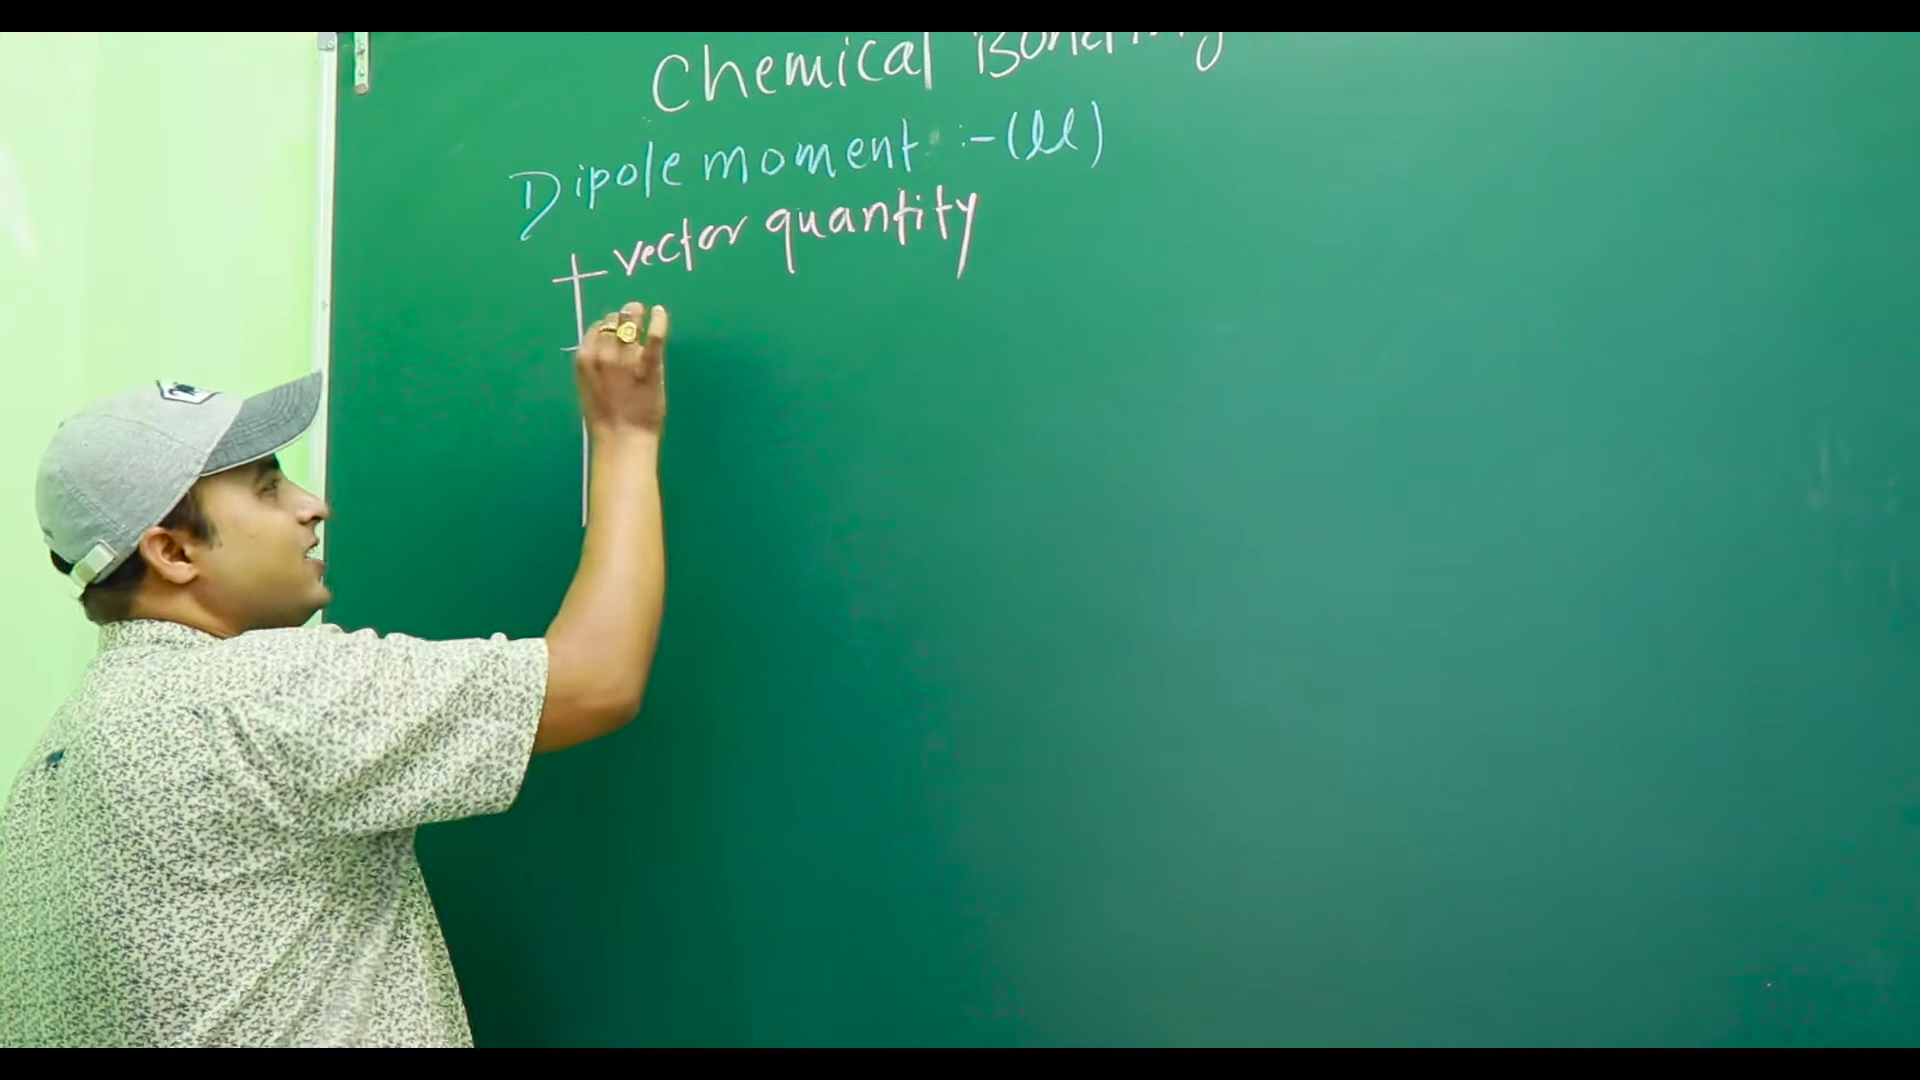 Chemical Bonding
Dipole moment :- (μ)
vector quantity